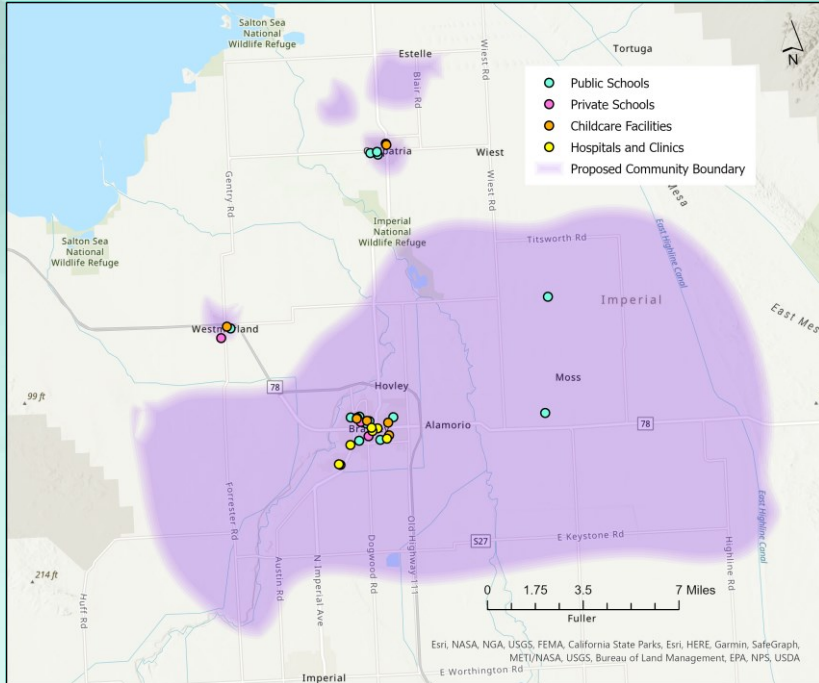 Salton Sea
National
Wildlife Refuge
Estelle
Wiest Rd
Tortuga
N
Blair Rd
Public Schools
Private Schools
Childcare Facilities
Hospitals and Clinics
Proposed Community Boundary
Wiest
Gentry Rd
Wiest Rd
Mesa
Imperial
National
Wildlife Refuge
Salton Sea
National
Wildlife Refuge
Titsworth Rd
East Highline Canal
Imperial
East Mes
99 ft
78
Hovley
Moss
Alamorio
78
Forrester Rd
Dogwood Rd
Old Highway 111
S27
E Keystone Rd
East Highline Canal
Austin Rd
N Imperial Ave
Highline Rd
214 ft
Huff Rd
0 1.75 3.5 7 Miles
Fuller
Esri, NASA, NGA, USGS, FEMA, California State Parks, Esri, HERE, Garmin, SafeGraph,
METI/NASA, USGS, Bureau of Land Management, EPA, NPS, USDA
Imperial
E Worthington Rd